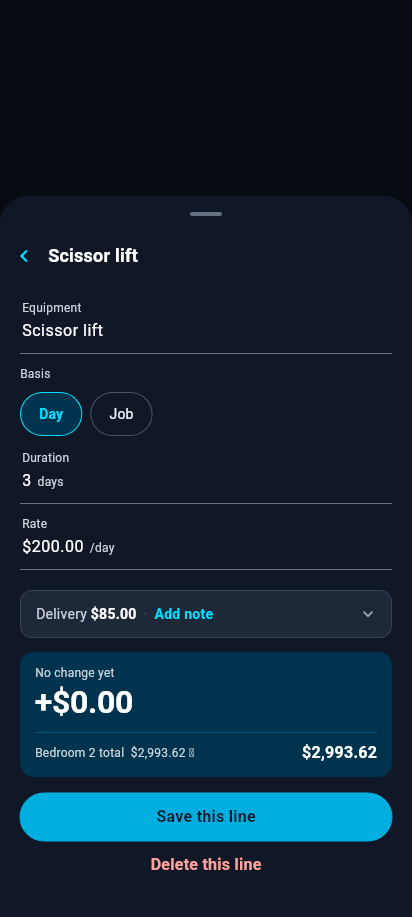 Scissor lift
Equipment
Scissor lift
Basis
Day Job
Duration
3 days
Rate
$200.00 /day
Delivery $85.00 · Add note
No change yet
+$0.00
Bedroom 2 total $2,993.62 $2,993.62
Save this line
Delete this line